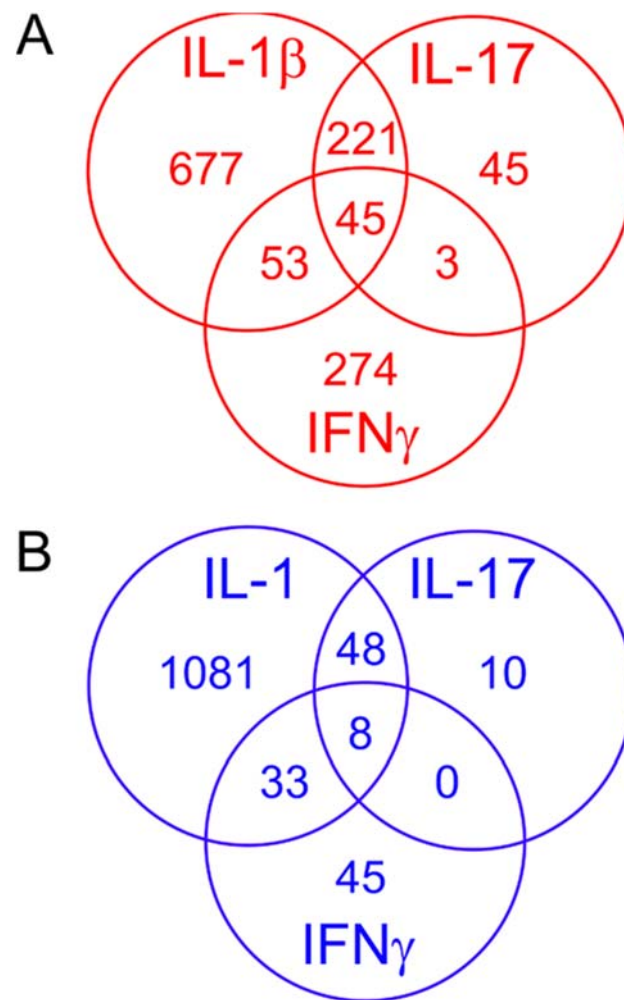 A
IL-1β IL-17
221
677 45
45
53 3
274
IFNγ
B
IL-1 IL-17
48
1081 10
8
33 0
45
IFNγ